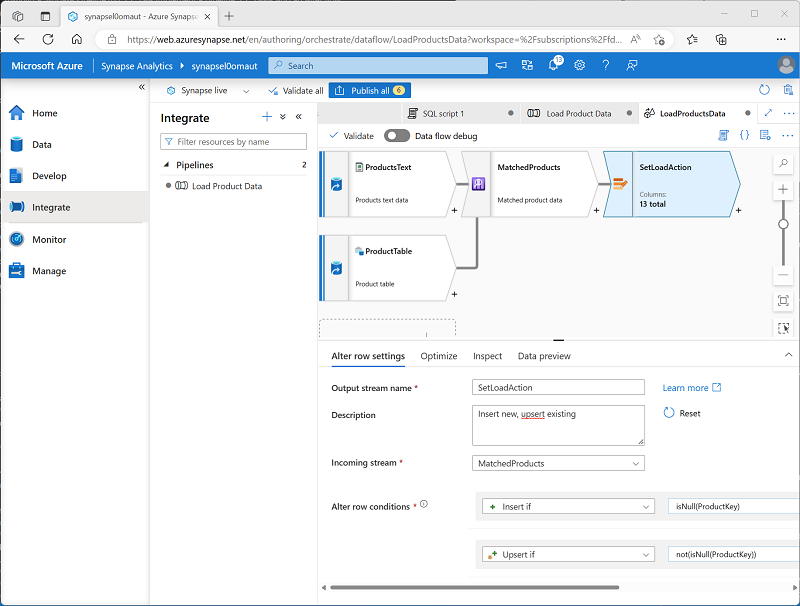 synapsel0omaut - Azure Synapse
https://web.azuresynapse.net/en/authoring/orchestrate/dataflow/LoadProductsData?workspace=%2Fsubscriptions%2Ffd...
Microsoft Azure
Synapse Analytics
synapsel0omaut
Search
13
Synapse live
Validate all
Publish all
6
Home
Data
Develop
Integrate
Monitor
Manage
Integrate
Filter resources by name
Pipelines
2
Load Product Data
SQL script 1
Load Product Data
LoadProductsData
Validate
Data flow debug
ProductsText
Products text data
MatchedProducts
Matched product data
SetLoadAction
Columns:
13 total
ProductTable
Product table
Alter row settings
Optimize
Inspect
Data preview
Output stream name *
SetLoadAction
Learn more
Description
Insert new, upsert existing
Reset
Incoming stream *
MatchedProducts
Alter row conditions *
Insert if
isNull(ProductKey)
Upsert if
not(isNull(ProductKey))